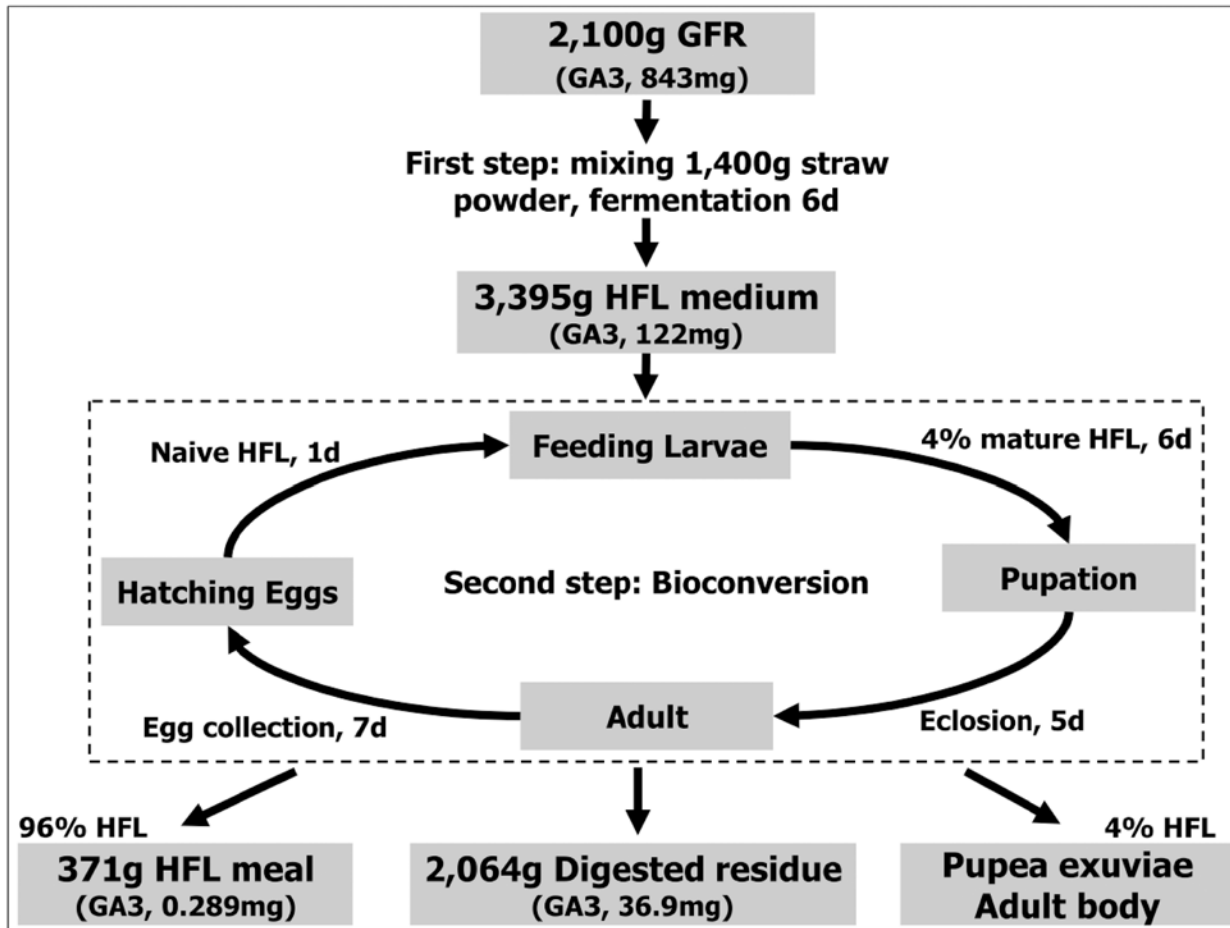 2,100g GFR
(GA3, 843mg)
First step: mixing 1,400g straw
powder, fermentation 6d
3,395g HFL medium
(GA3, 122mg)
Naive HFL, 1d
Feeding Larvae
4% mature HFL, 6d
Hatching Eggs
Second step: Bioconversion
Pupation
Egg collection, 7d
Adult
Eclosion, 5d
96% HFL
371g HFL meal
(GA3, 0.289mg)
2,064g Digested residue
(GA3, 36.9mg)
4% HFL
Pupea exuviae
Adult body